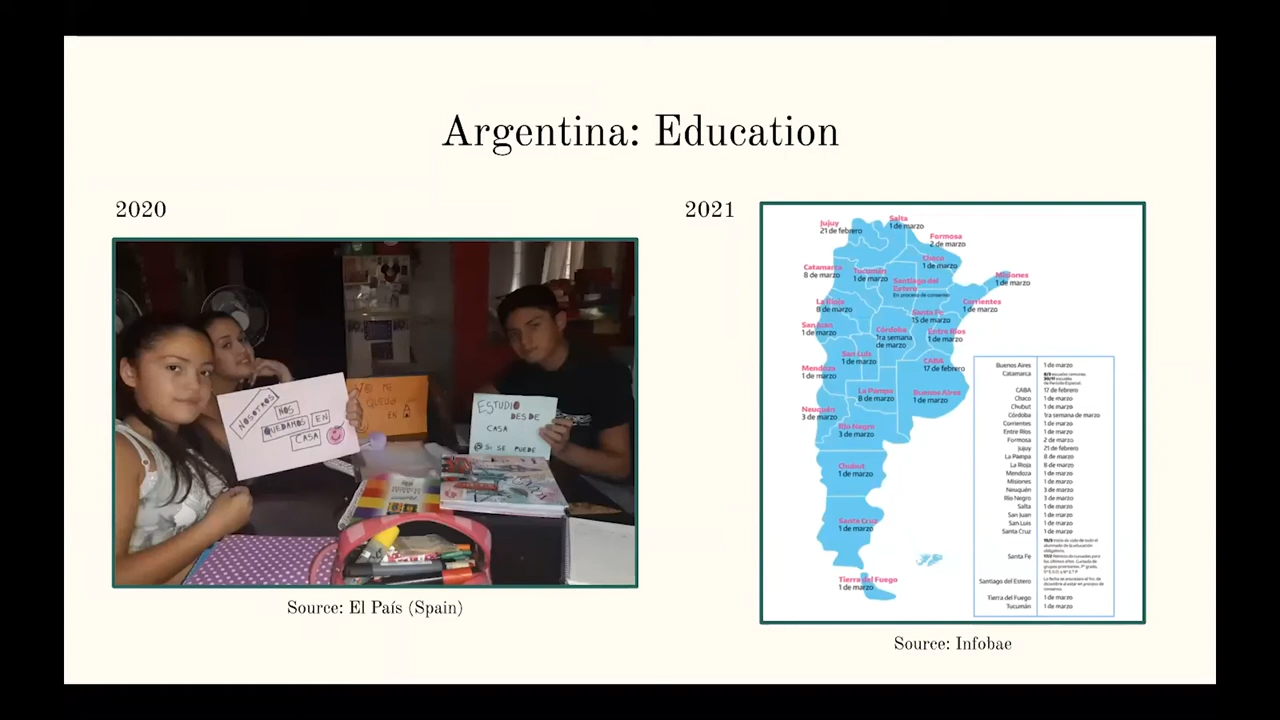 Argentina: Education
2020
NOSOTROS
NOS
QUEDAMOS EN
CASA
EN
ESTUDIO
DESDE
CASA
SI SE PUEDE
Source: El País (Spain)
2021
Jujuy
21 de febrero
Salta
1 de marzo
Formosa
2 de marzo
Chaco
1 de marzo
Catamarca
8 de marzo
Tucumán
1 de marzo
Santiago del
Estero
En proceso de consenso
Misiones
1 de marzo
La Rioja
8 de marzo
Corrientes
1 de marzo
Santa Fe
15 de marzo
San Juan
1 de marzo
Córdoba
1ra semana
de marzo
Entre Ríos
1 de marzo
San Luis
1 de marzo
CABA
17 de febrero
Mendoza
1 de marzo
La Pampa
8 de marzo
Buenos Aires
1 de marzo
Neuquén
3 de marzo
Río Negro
3 de marzo
Chubut
1 de marzo
Santa Cruz
1 de marzo
Tierra del Fuego
1 de marzo
Buenos Aires 1 de marzo
Catamarca
CABA 17 de febrero
Chaco 1 de marzo
Chubut 1 de marzo
Córdoba 1ra semana de marzo
Corrientes 1 de marzo
Entre Ríos 1 de marzo
Formosa 2 de marzo
Jujuy 21 de febrero
La Pampa 8 de marzo
La Rioja 8 de marzo
Mendoza 1 de marzo
Misiones 1 de marzo
Neuquén 3 de marzo
Río Negro 3 de marzo
Salta 1 de marzo
San Juan 1 de marzo
San Luis 1 de marzo
Santa Cruz 1 de marzo
Santa Fe
Santiago del Estero
Tierra del Fuego 1 de marzo
Tucumán 1 de marzo
Source: Infobae